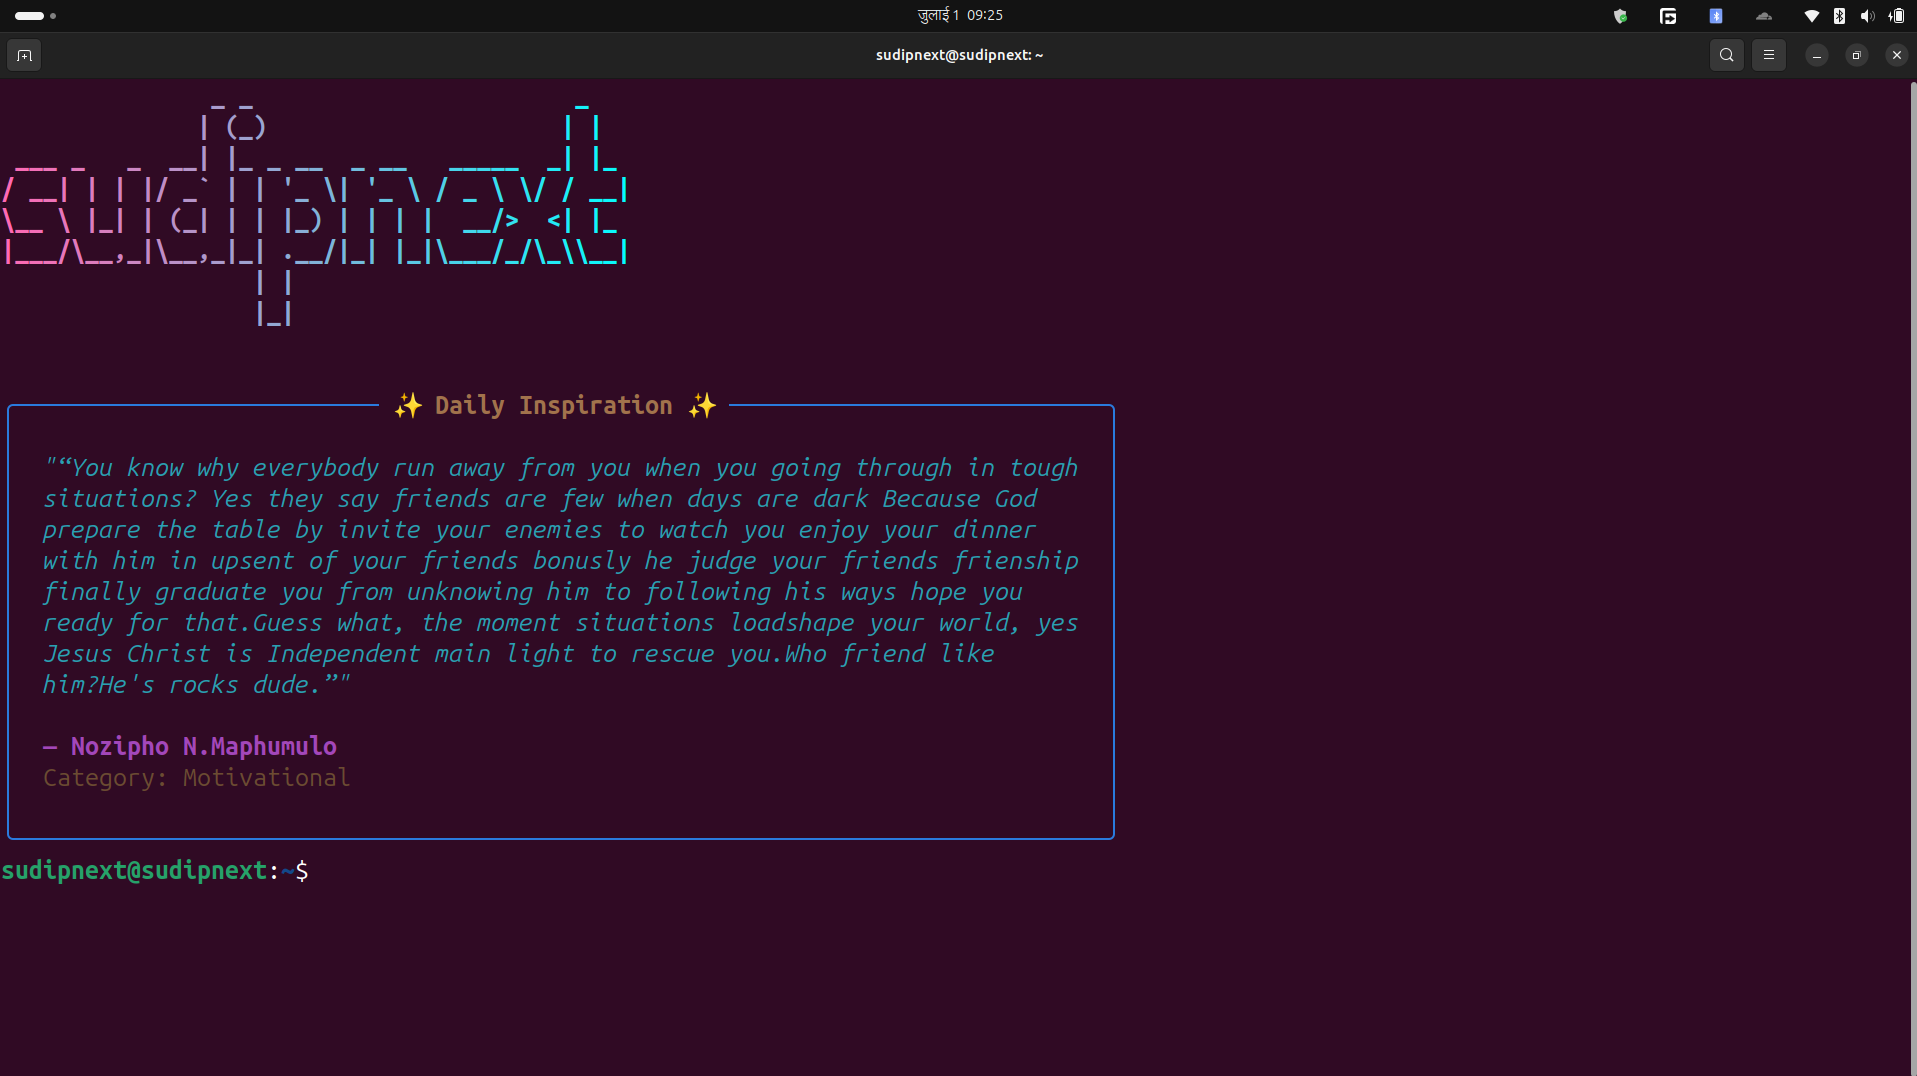 जुलाई 1 09:25
sudipnext@sudipnext: ~
sudipnext
✨ Daily Inspiration ✨
"“You know why everybody run away from you when you going through in tough
situations? Yes they say friends are few when days are dark Because God
prepare the table by invite your enemies to watch you enjoy your dinner
with him in upsent of your friends bonusly he judge your friends frienship
finally graduate you from unknowing him to following his ways hope you
ready for that.Guess what, the moment situations loadshape your world, yes
Jesus Christ is Independent main light to rescue you.Who friend like
him?He's rocks dude.”"
— Nozipho N.Maphumulo
Category: Motivational
sudipnext@sudipnext:~$